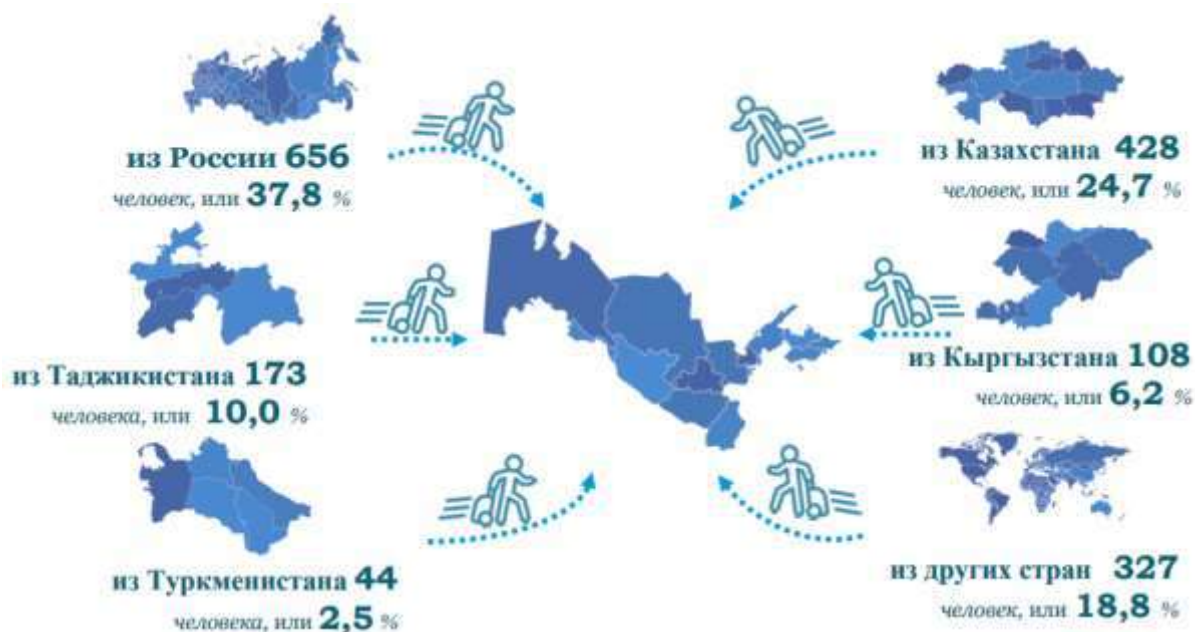 из России 656
человек, или 37,8 %
из Казахстана 428
человек, или 24,7 %
из Таджикистана 173
человека, или 10,0 %
из Кыргызстана 108
человек, или 6,2 %
из Туркменистана 44
человека, или 2,5 %
из других стран 327
человек, или 18,8 %